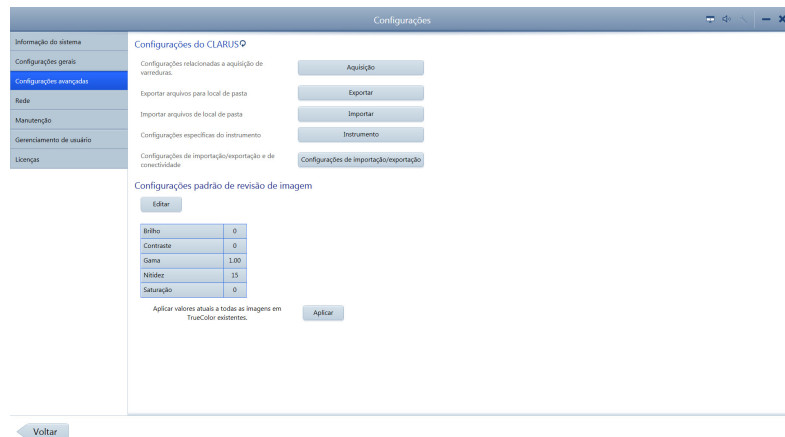 Configurações
Informação do sistema
Configurações gerais
Configurações avançadas
Rede
Manutenção
Gerenciamento de usuário
Licenças
Configurações do CLARUS
Configurações relacionadas a aquisição de
varreduras.
Aquisição
Exportar arquivos para local de pasta
Exportar
Importar arquivos de local de pasta
Importar
Configurações específicas do instrumento
Instrumento
Configurações de importação/exportação e de
conectividade
Configurações de importação/exportação
Configurações padrão de revisão de imagem
Editar
Brilho 0
Contraste 0
Gama 1.00
Nitidez 15
Saturação 0
Aplicar valores atuais a todas as imagens em
TrueColor existentes.
Aplicar
Voltar